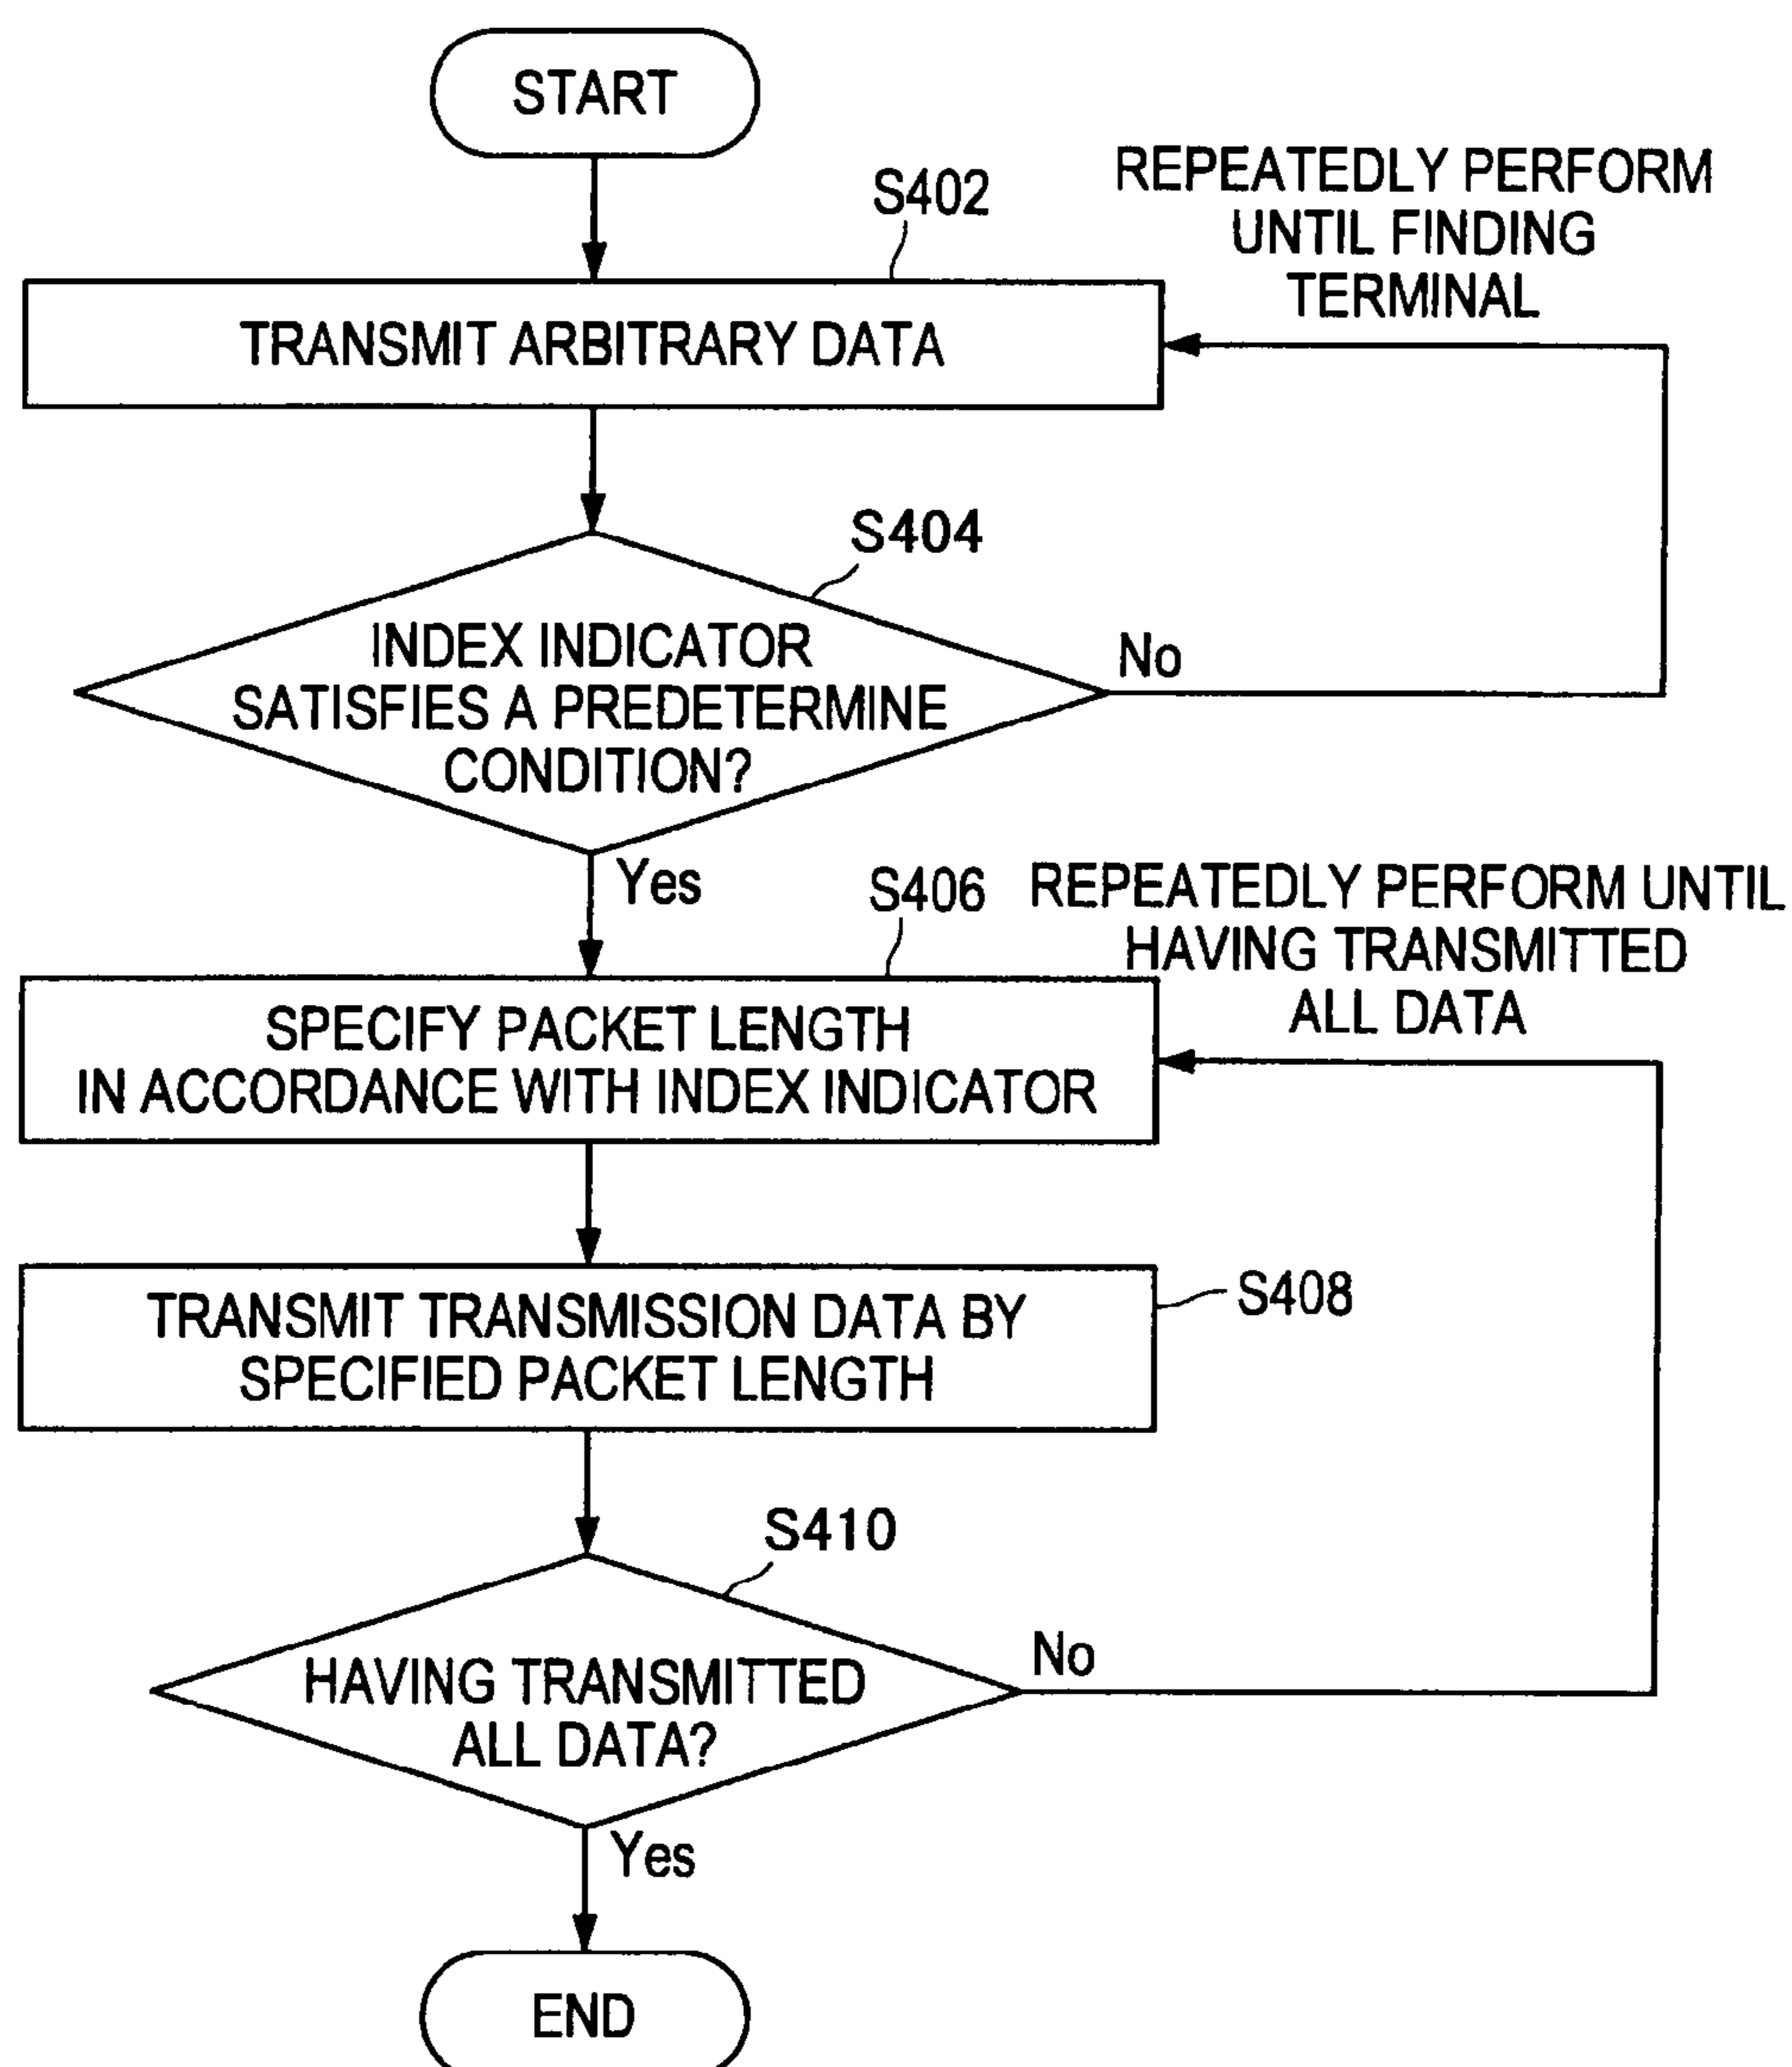 START
S402
REPEATEDLY PERFORM
UNTIL FINDING
TERMINAL
TRANSMIT ARBITRARY DATA
S404
INDEX INDICATOR
SATISFIES A PREDETERMINE
CONDITION?
No
Yes
S406
REPEATEDLY PERFORM UNTIL
HAVING TRANSMITTED
ALL DATA
SPECIFY PACKET LENGTH
IN ACCORDANCE WITH INDEX INDICATOR
TRANSMIT TRANSMISSION DATA BY
SPECIFIED PACKET LENGTH
S408
S410
HAVING TRANSMITTED
ALL DATA?
No
Yes
END